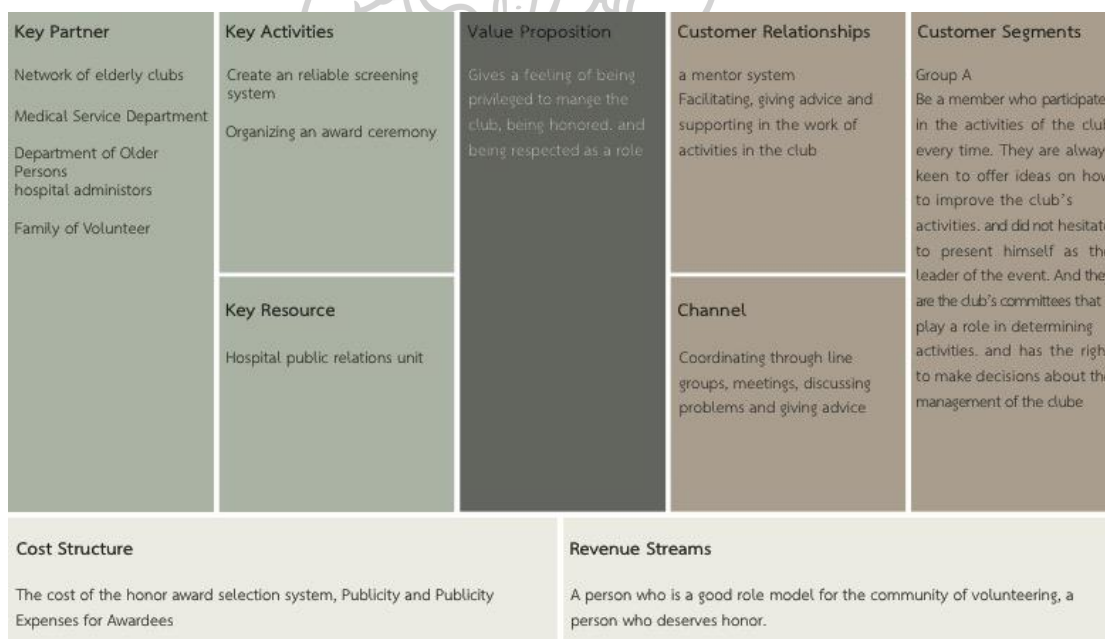 Key Partner
Network of elderly clubs
Medical Service Department
Department of Older
Persons
hospital administors
Family of Volunteer
Key Activities
Create an reliable screening
system
Organizing an award ceremony
Key Resource
Hospital public relations unit
Value Proposition
Gives a feeling of being
privileged to mange the
club, being honored. and
being respected as a role
Customer Relationships
a mentor system
Facilitating, giving advice and
supporting in the work of
activities in the club
Channel
Coordinating through line
groups, meetings, discussing
problems and giving advice
Customer Segments
Group A
Be a member who participate
in the activities of the club
every time. They are alway
keen to offer ideas on how
to improve the club's
activities. and did not hesitate
to present himself as the
leader of the event. And the
are the club's committees that
play a role in determining
activities. and has the righ
to make decisions about the
management of the clube
Cost Structure
The cost of the honor award selection system, Publicity and Publicity
Expenses for Awardees
Revenue Streams
A person who is a good role model for the community of volunteering, a
person who deserves honor.